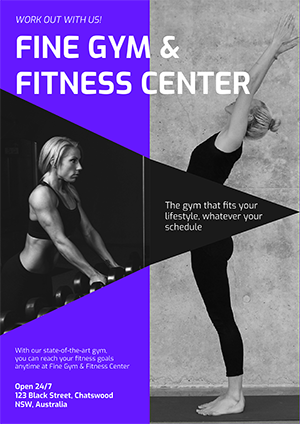 WORK OUT WITH US!
FINE GYM &
FITNESS CENTER
The gym that fits your
lifestyle, whatever your
schedule
With our state-of-the-art gym,
you can reach your fitness goals
anytime at Fine Gym & Fitness Center
Open 24/7
123 Black Street, Chatswood
NSW, Australia